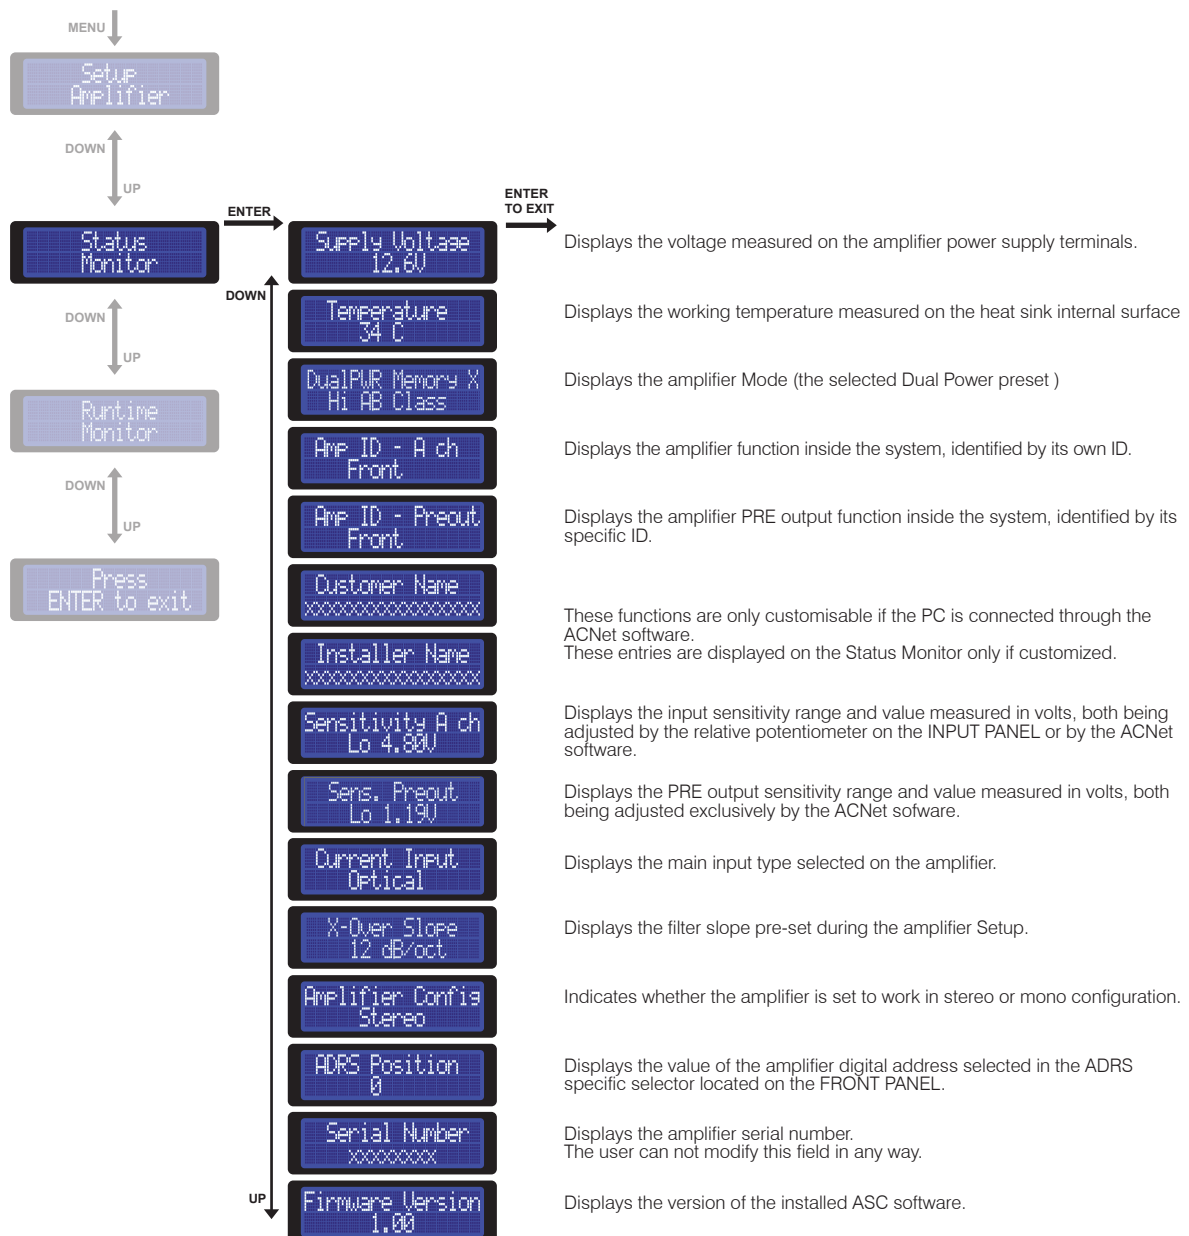 MENU
Setup
Amplifier
DOWN
UP
Status
Monitor
DOWN
UP
Runtime
Monitor
DOWN
UP
Press
ENTER to exit
ENTER
ENTER
TO EXIT
DOWN
UP
Supply Voltage
12.6V
Displays the voltage measured on the amplifier power supply terminals.
Temperature
34 C
Displays the working temperature measured on the heat sink internal surface
DualPWR Memory X
Hi AB Class
Displays the amplifier Mode (the selected Dual Power preset )
Amp ID - A ch
Front
Displays the amplifier function inside the system, identified by its own ID.
Amp ID - Preout
Front
Displays the amplifier PRE output function inside the system, identified by its
specific ID.
Customer Name
XXXXXXXXXXXXXXXX
Installer Name
XXXXXXXXXXXXXXXX
These functions are only customisable if the PC is connected through the
ACNet software.
These entries are displayed on the Status Monitor only if customized.
Sensitivity A ch
Lo 4.80V
Displays the input sensitivity range and value measured in volts, both being
adjusted by the relative potentiometer on the INPUT PANEL or by the ACNet
software.
Sens. Preout
Lo 1.19V
Displays the PRE output sensitivity range and value measured in volts, both
being adjusted exclusively by the ACNet sofware.
Current Input
Optical
Displays the main input type selected on the amplifier.
X-Over Slope
12 dB/oct
Displays the filter slope pre-set during the amplifier Setup.
Amplifier Config
Stereo
Indicates whether the amplifier is set to work in stereo or mono configuration.
ADRS Position
0
Displays the value of the amplifier digital address selected in the ADRS
specific selector located on the FRONT PANEL.
Serial Number
XXXXXXXX
Displays the amplifier serial number.
The user can not modify this field in any way.
Firmware Version
1.00
Displays the version of the installed ASC software.